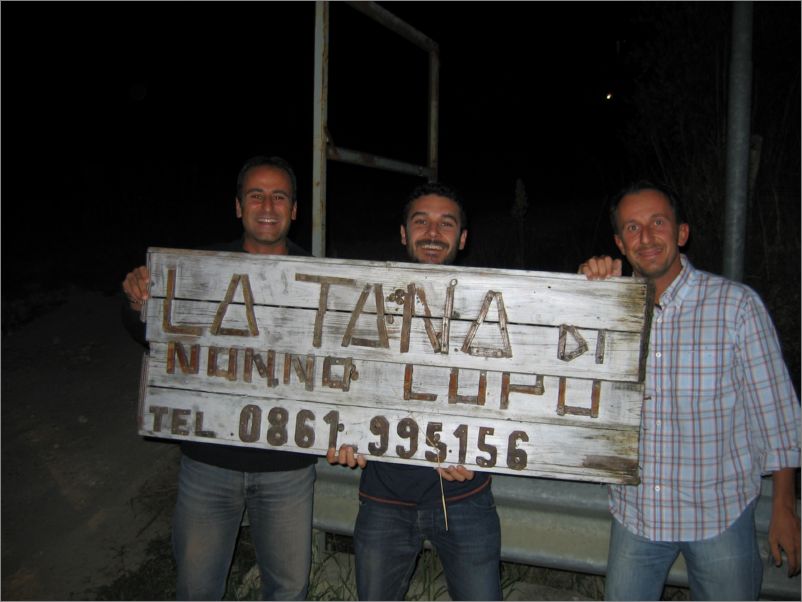 LA TANA DI
NONNO LUPO
TEL 0861.995156